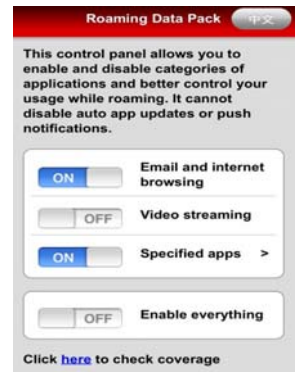 Roaming Data Pack 中文
This control panel allows you to
enable and disable categories of
applications and better control your
usage while roaming. It cannot
disable auto app updates or push
notifications.
ON Email and internet
browsing
OFF Video streaming
ON Specified apps >
OFF Enable everything
Click here to check coverage